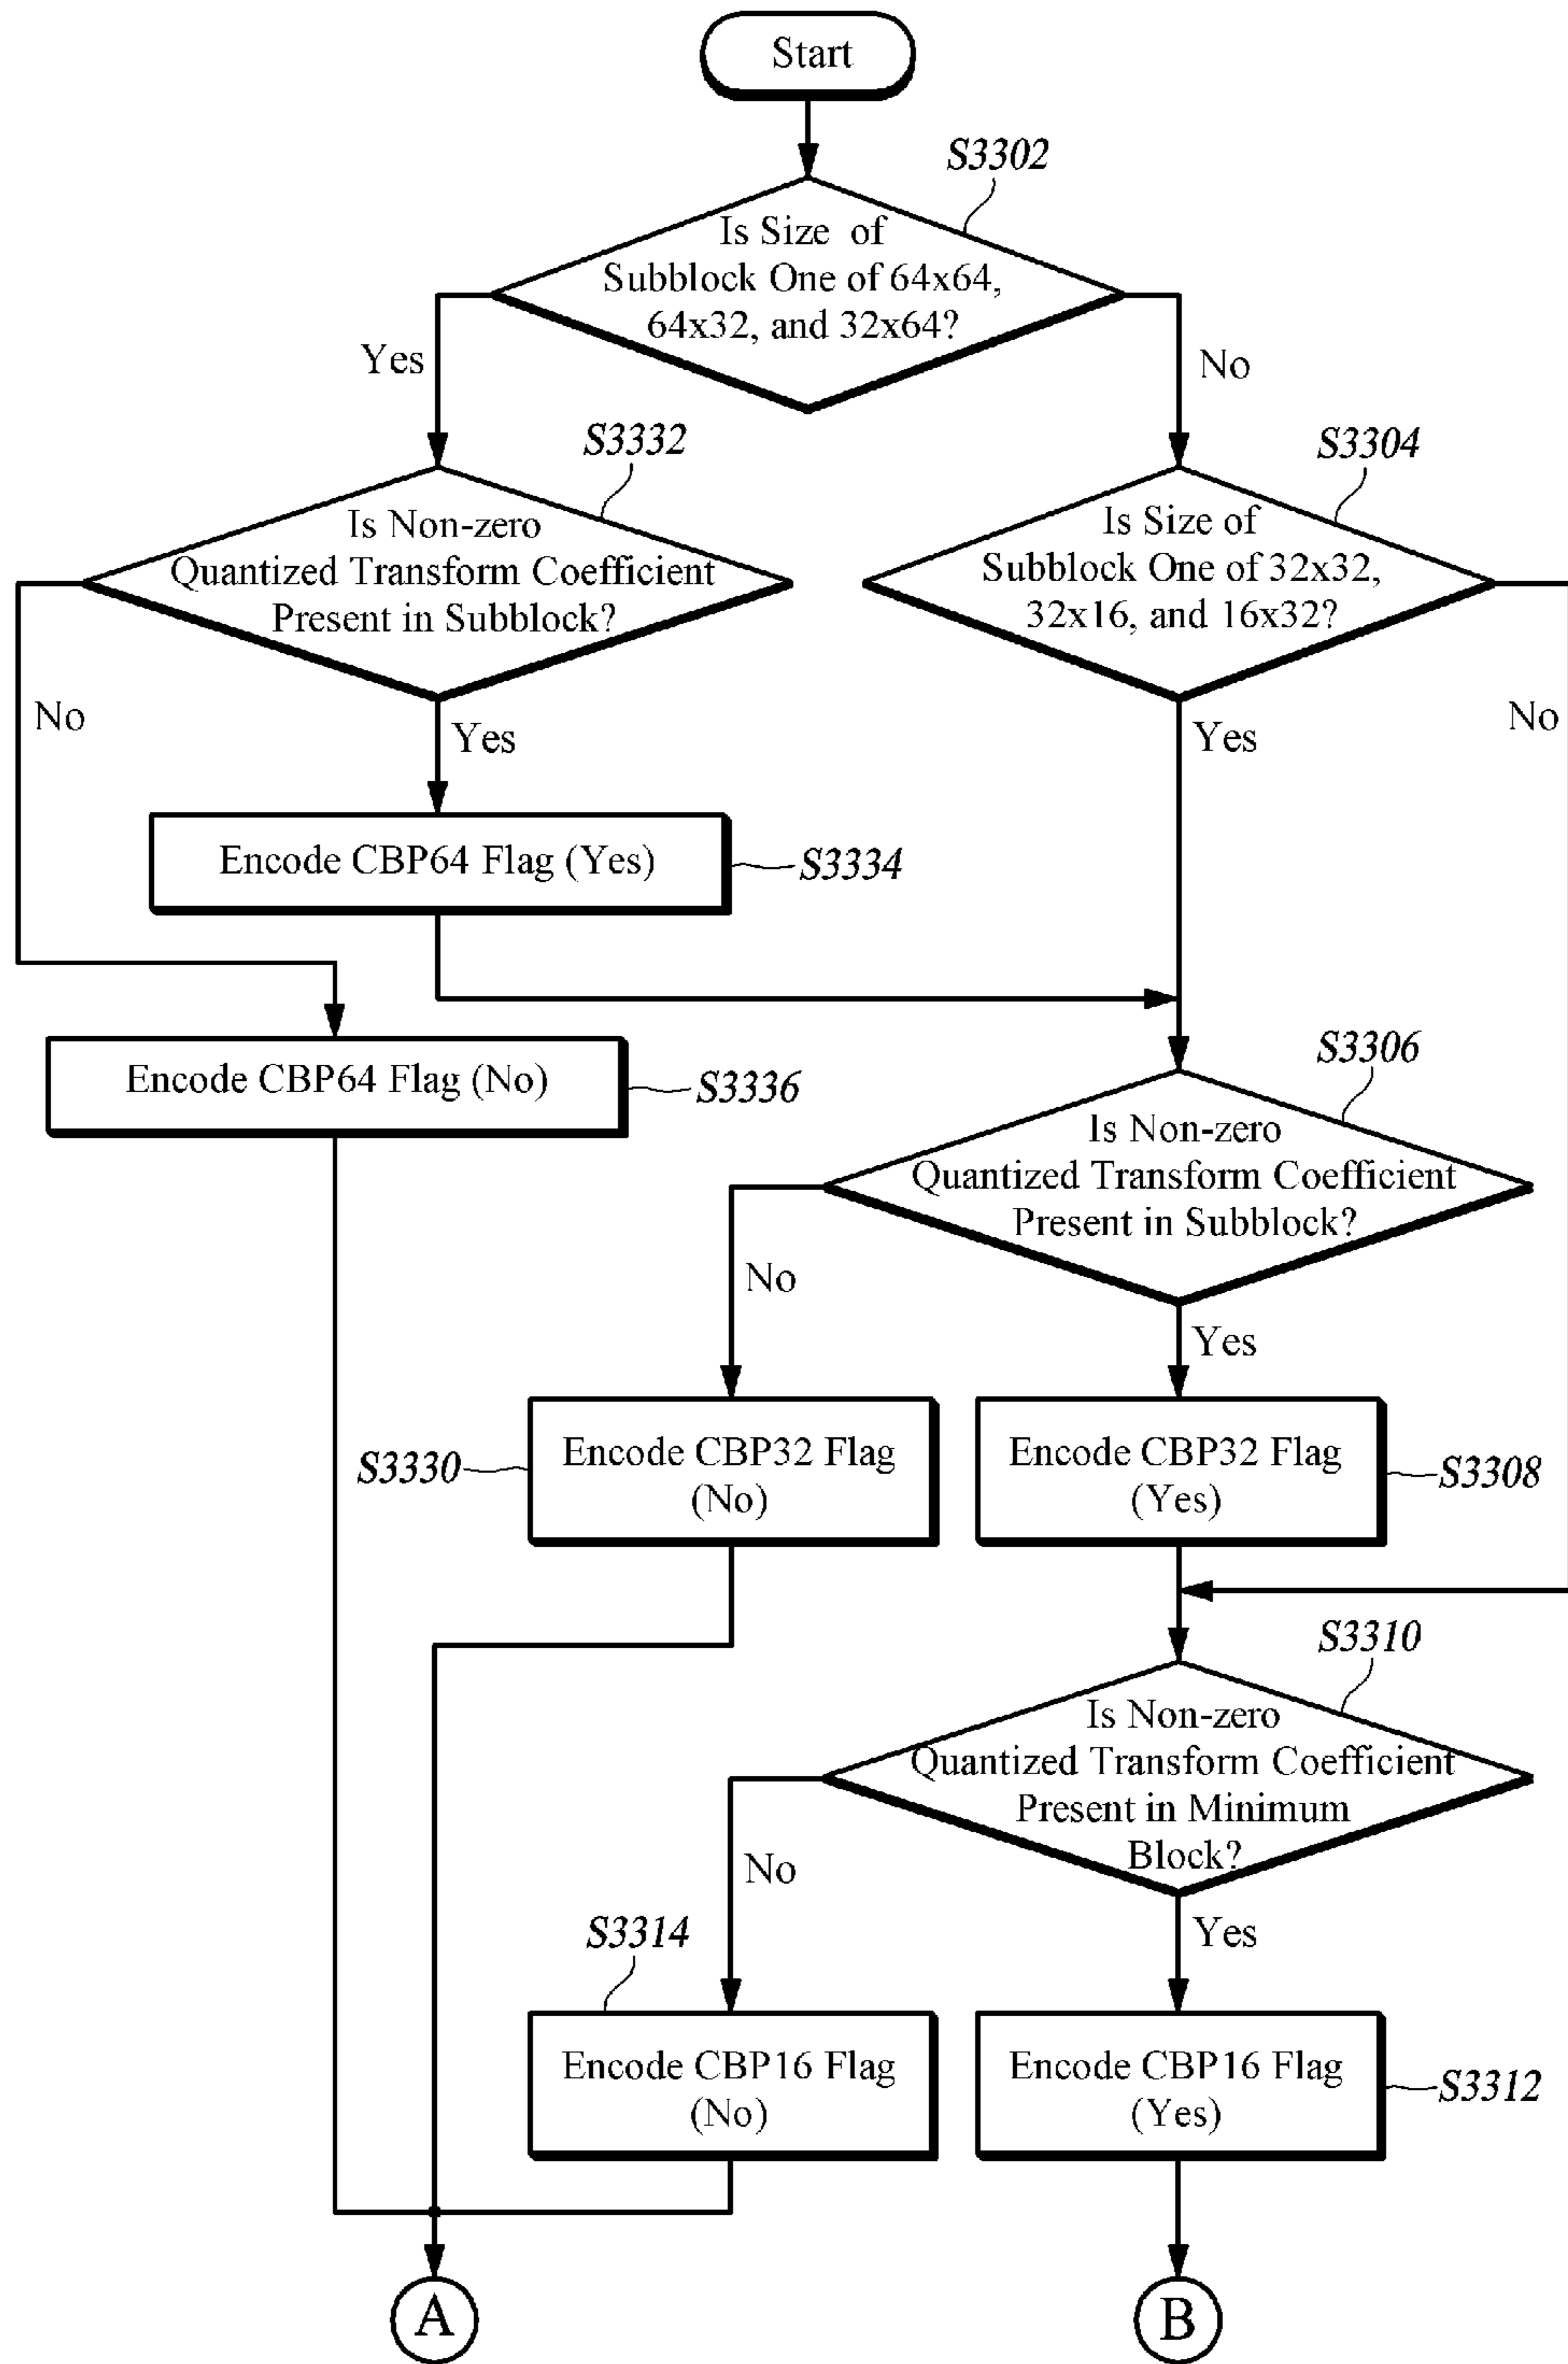 Start
S3302
Is Size of
Subblock One of 64x64,
64x32, and 32x64?
Yes
No
S3332
S3304
Is Non-zero
Quantized Transform Coefficient
Present in Subblock?
Is Size of
Subblock One of 32x32,
32x16, and 16x32?
No
Yes
Yes
No
Encode CBP64 Flag (Yes)
S3334
Encode CBP64 Flag (No)
S3336
S3306
Is Non-zero
Quantized Transform Coefficient
Present in Subblock?
No
Yes
S3330
Encode CBP32 Flag
(No)
Encode CBP32 Flag
(Yes)
S3308
S3310
Is Non-zero
Quantized Transform Coefficient
Present in Minimum
Block?
No
Yes
S3314
Encode CBP16 Flag
(No)
Encode CBP16 Flag
(Yes)
S3312
A
B